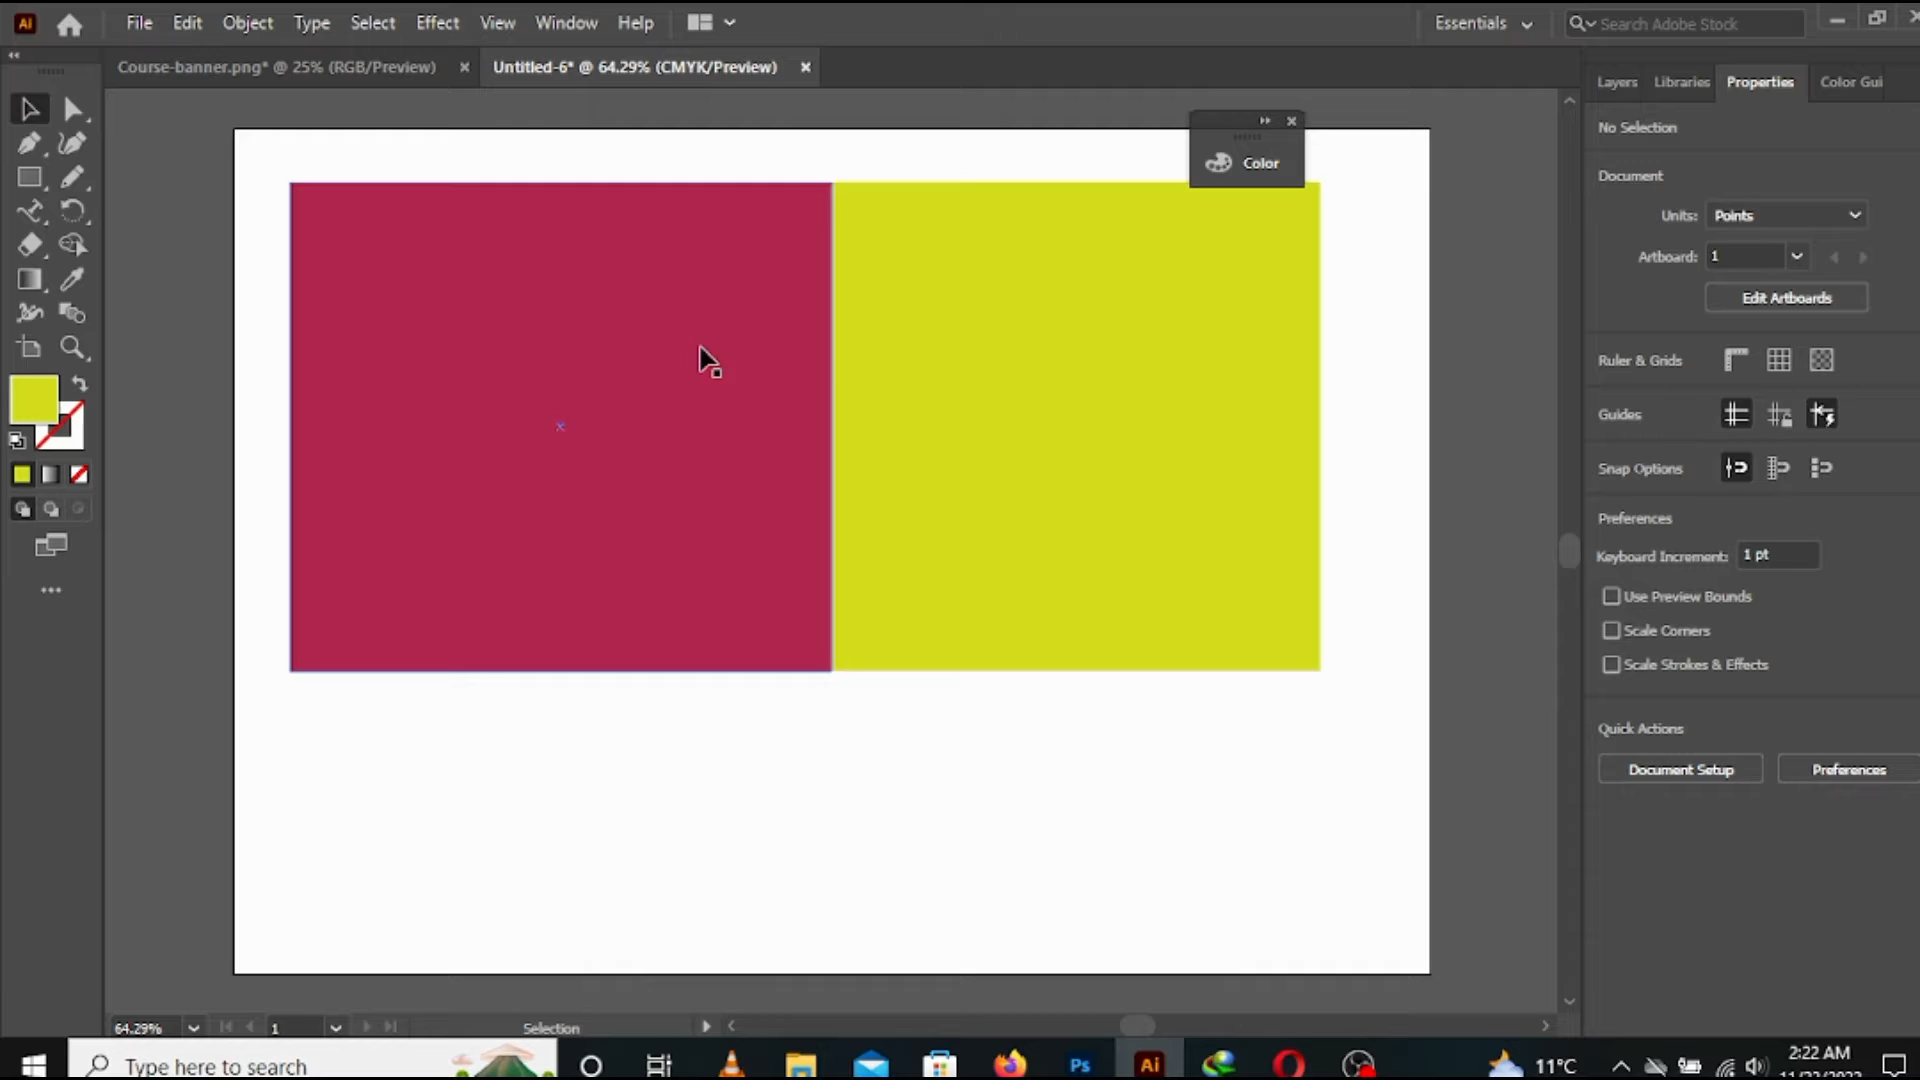 Ai File Edit Object Type Select Effect View Window Help Essentials Search Adobe Stock
Course-banner.png* @ 25% (RGB/Preview) Untitled-6* @ 64.29% (CMYK/Preview)
Layers Libraries Properties Color Gui
Color
No Selection
Document
Units: Points
Artboard: 1
Edit Artboards
Ruler & Grids
Guides
Snap Options
Preferences
Keyboard Increment: 1 pt
Use Preview Bounds
Scale Corners
Scale Strokes & Effects
Quick Actions
Document Setup Preferences
64.29% 1 Selection
Type here to search Ps Ai 11°C 2:22 AM